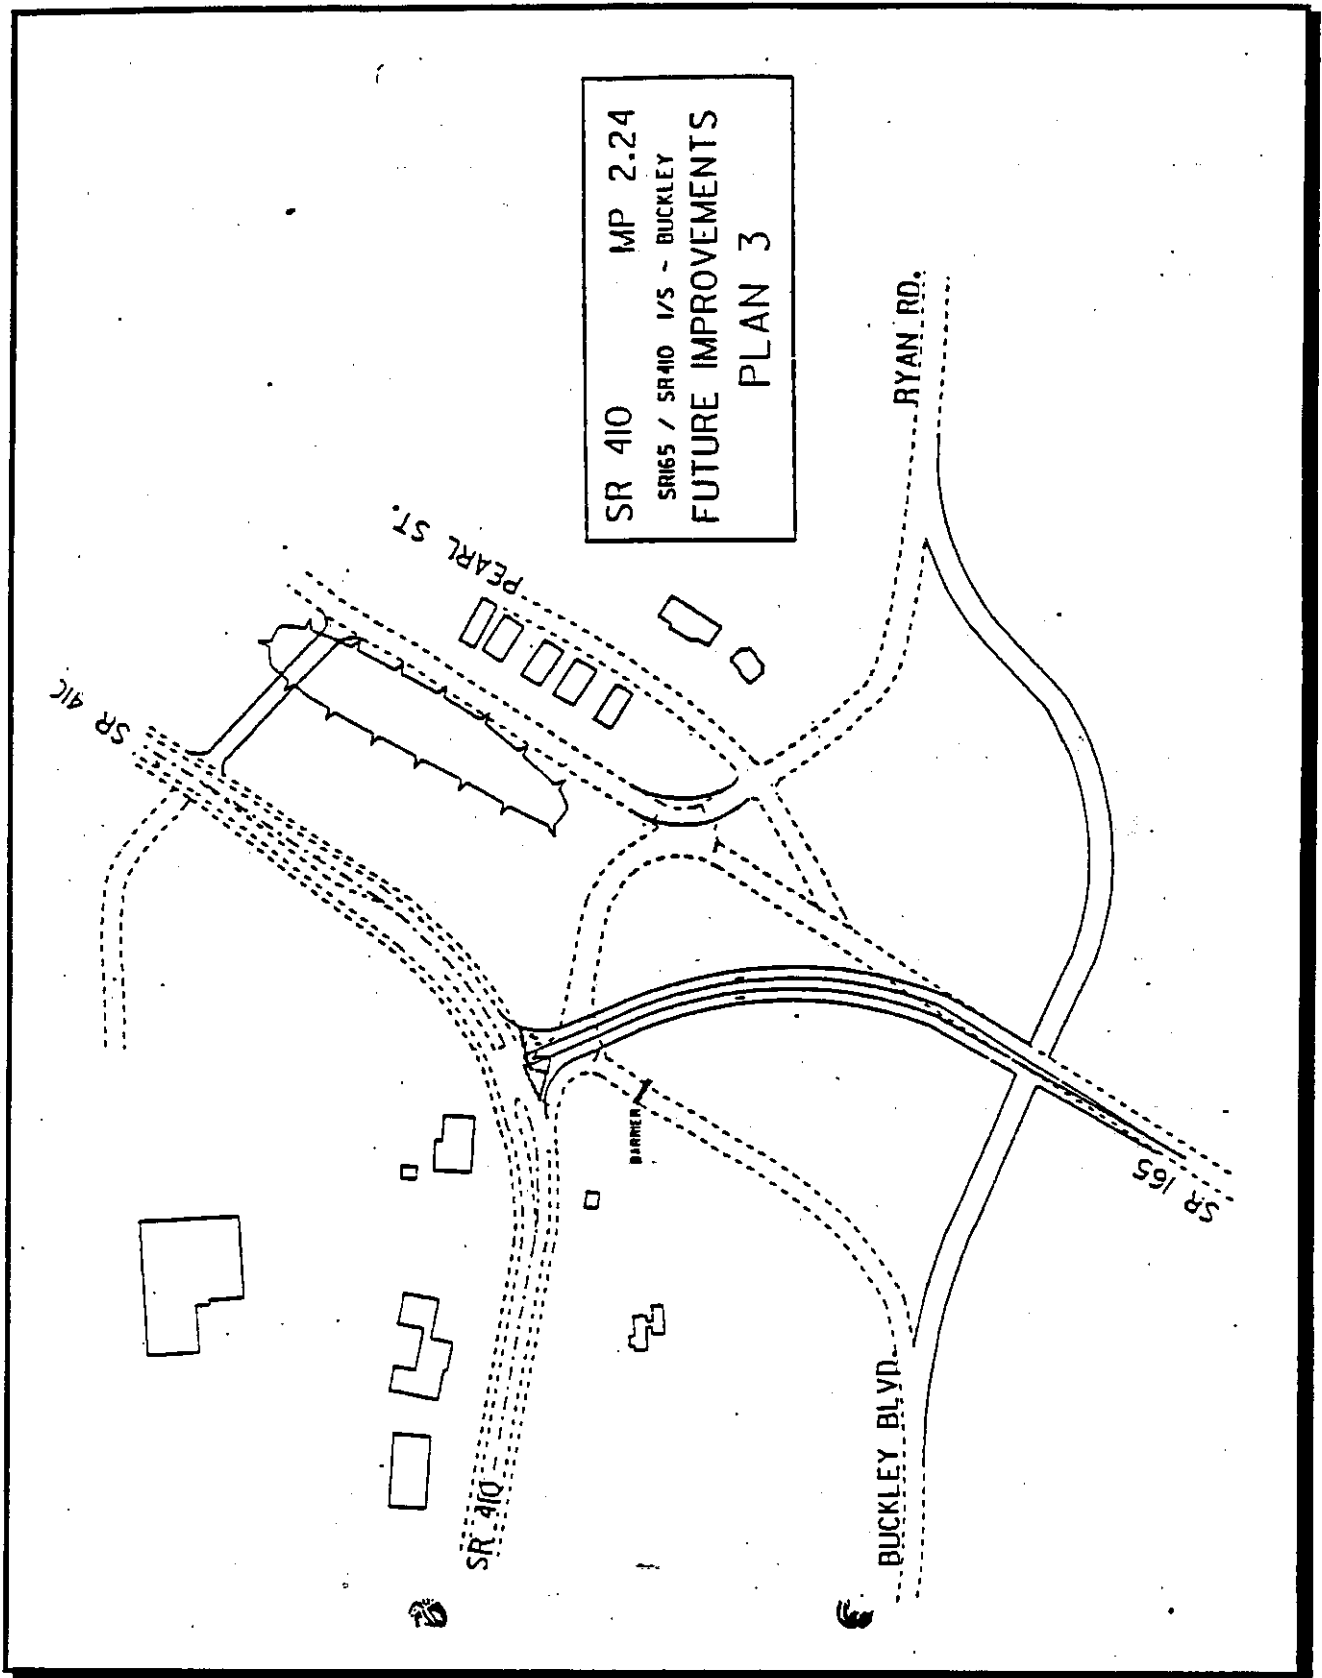 SR 410 MP 2.24
SR165 / SR410 I/S ~ BUCKLEY
FUTURE IMPROVEMENTS
PLAN 3
SR 410
PEARL ST.
RYAN RD.
BARRIER
SR 410
BUCKLEY BLVD.
SR 165